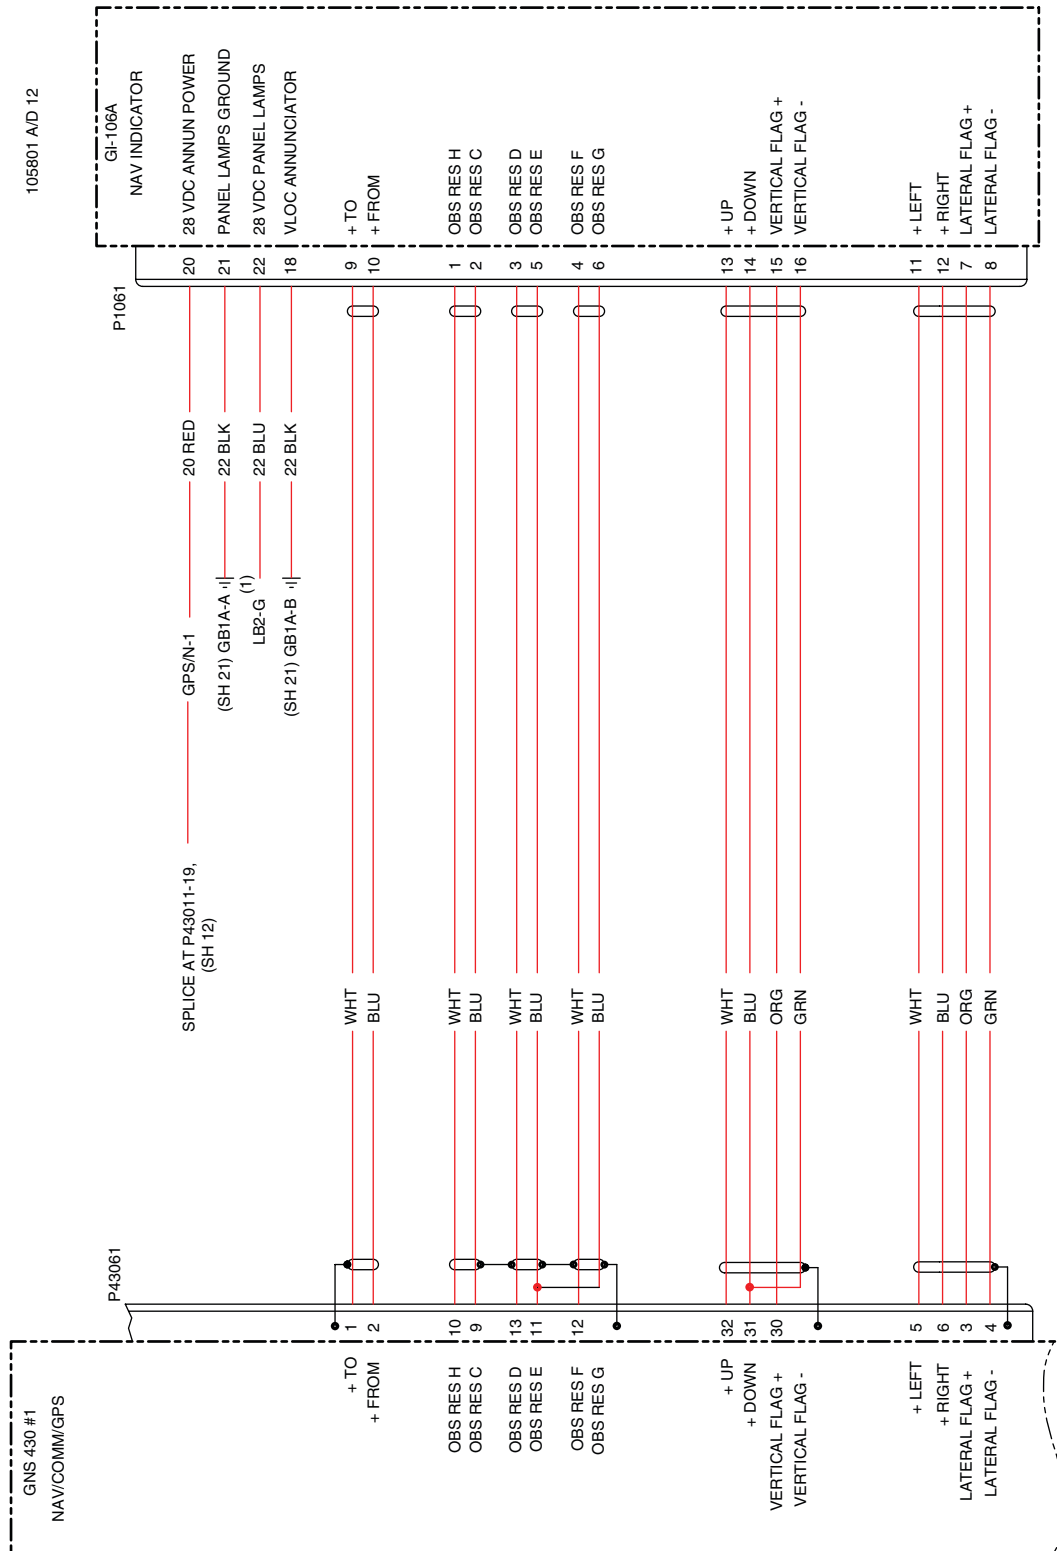 105801 A/D 12
GNS 430 #1
NAV/COMM/GPS
P43061
P1061
GI-106A
NAV INDICATOR
SPLICE AT P43011-19,
(SH 12)
GPS/N-1
20 RED
20
28 VDC ANNUN POWER
(SH 21) GB1A-A
22 BLK
21
PANEL LAMPS GROUND
(1)
LB2-G
22 BLU
22
28 VDC PANEL LAMPS
(SH 21) GB1A-B
22 BLK
18
VLOC ANNUNCIATOR
+ TO 1 WHT 9 + TO
+ FROM 2 BLU 10 + FROM
OBS RES H 10 WHT 1 OBS RES H
OBS RES C 9 BLU 2 OBS RES C
OBS RES D 13 WHT 3 OBS RES D
OBS RES E 11 BLU 5 OBS RES E
OBS RES F 12 WHT 4 OBS RES F
OBS RES G BLU 6 OBS RES G
+ UP 32 WHT 13 + UP
+ DOWN 31 BLU 14 + DOWN
VERTICAL FLAG + 30 ORG 15 VERTICAL FLAG +
VERTICAL FLAG - GRN 16 VERTICAL FLAG -
+ LEFT 5 WHT 11 + LEFT
+ RIGHT 6 BLU 12 + RIGHT
LATERAL FLAG + 3 ORG 7 LATERAL FLAG +
LATERAL FLAG - 4 GRN 8 LATERAL FLAG -